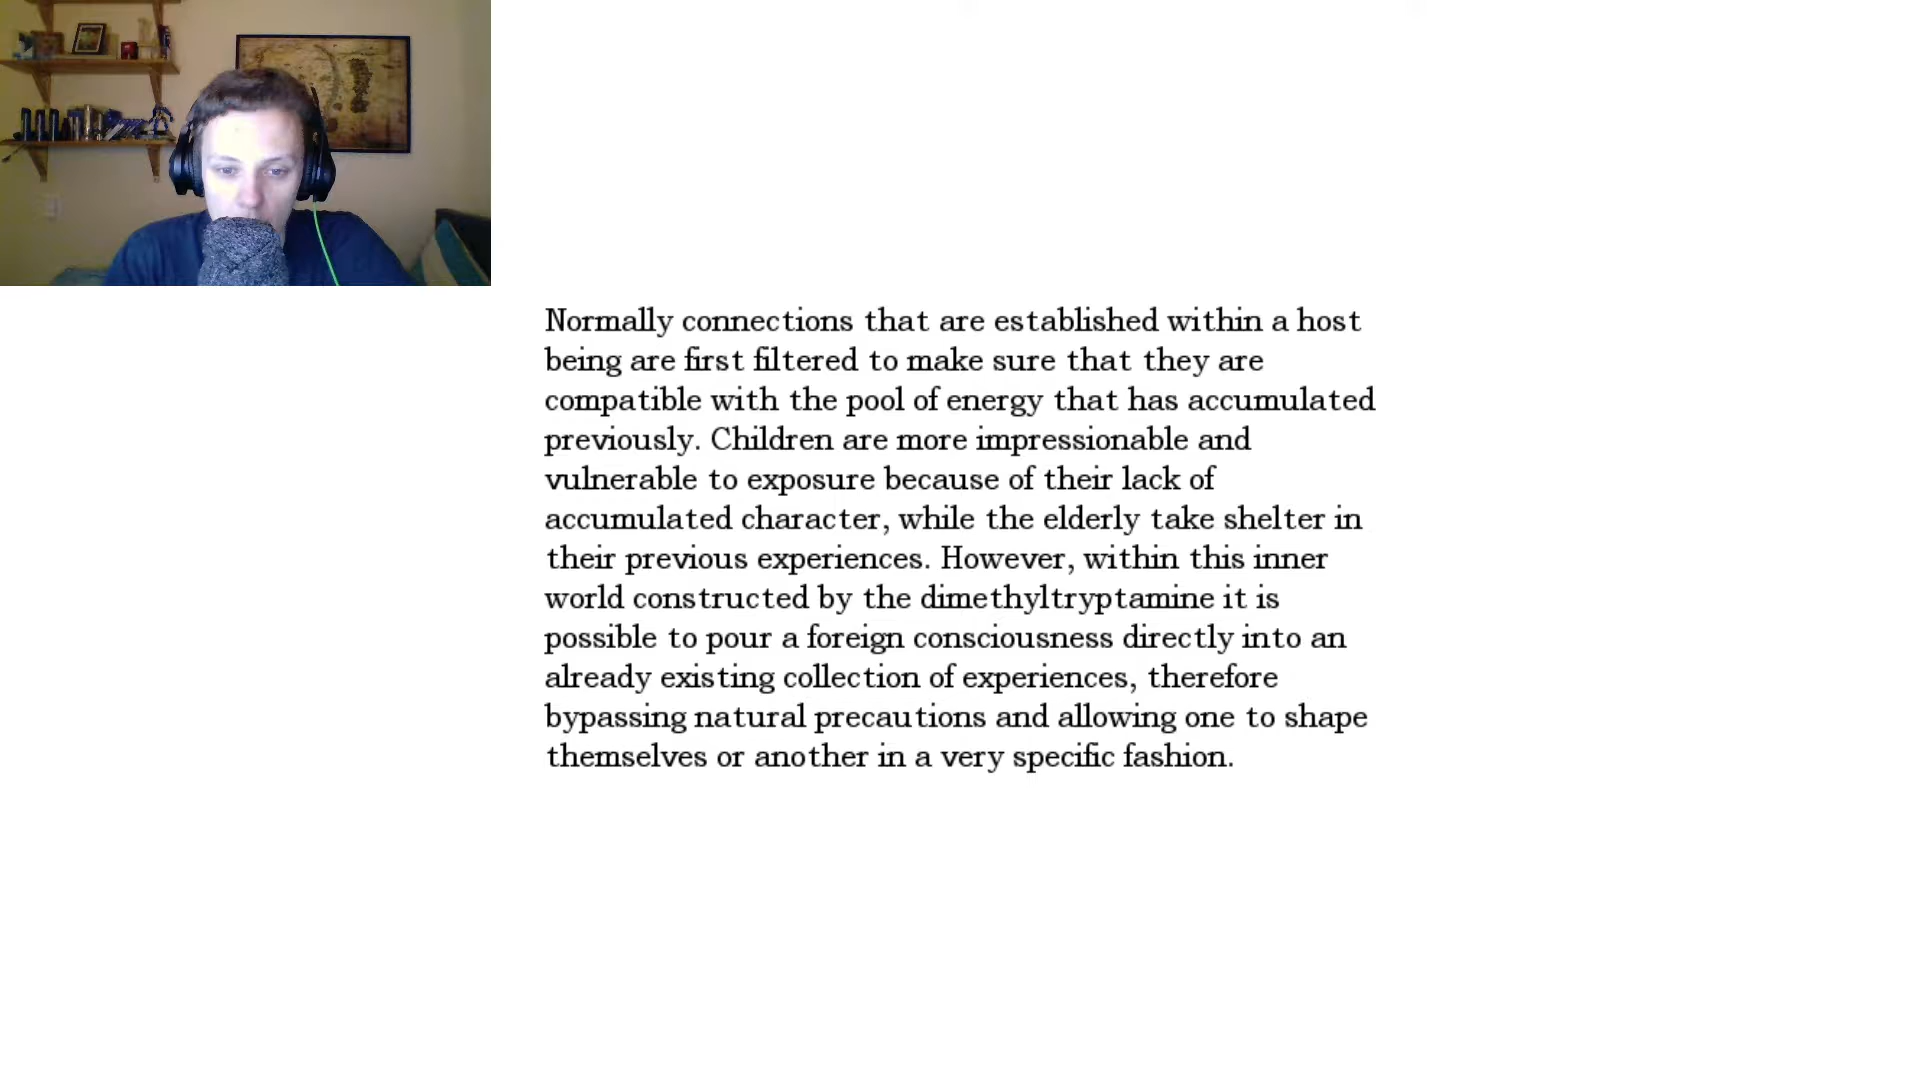 Normally connections that are established within a host
being are first filtered to make sure that they are
compatible with the pool of energy that has accumulated
previously. Children are more impressionable and
vulnerable to exposure because of their lack of
accumulated character, while the elderly take shelter in
their previous experiences. However, within this inner
world constructed by the dimethyltryptamine it is
possible to pour a foreign consciousness directly into an
already existing collection of experiences, therefore
bypassing natural precautions and allowing one to shape
themselves or another in a very specific fashion.